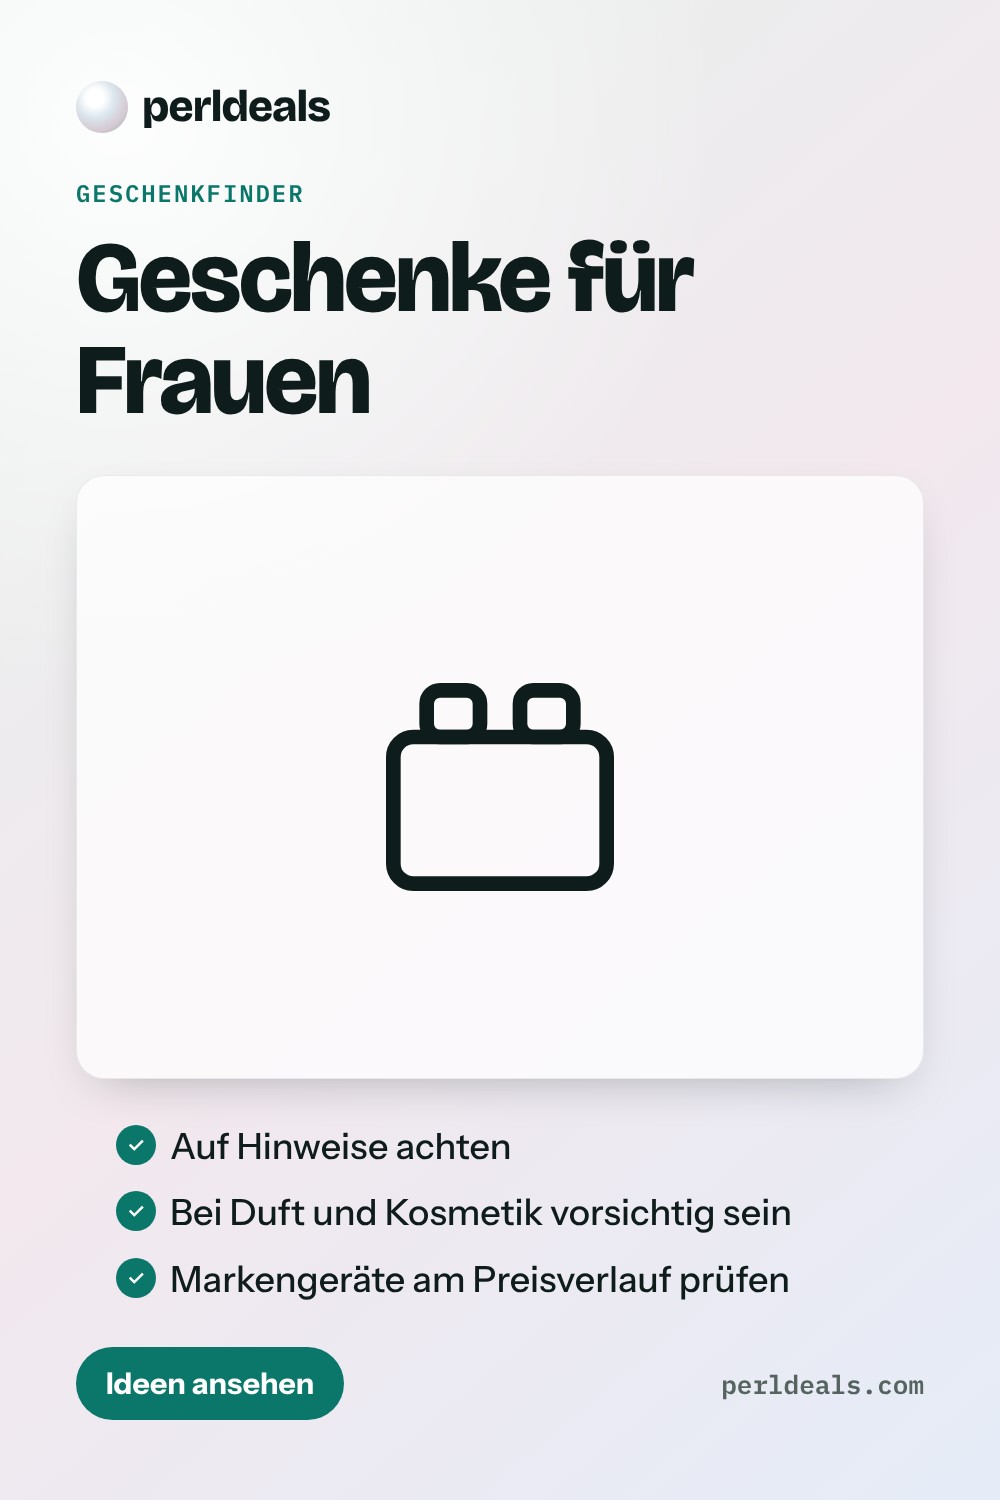 perldeals
GESCHENKFINDER
Geschenke für
Frauen
Auf Hinweise achten
Bei Duft und Kosmetik vorsichtig sein
Markengeräte am Preisverlauf prüfen
Ideen ansehen
perldeals.com